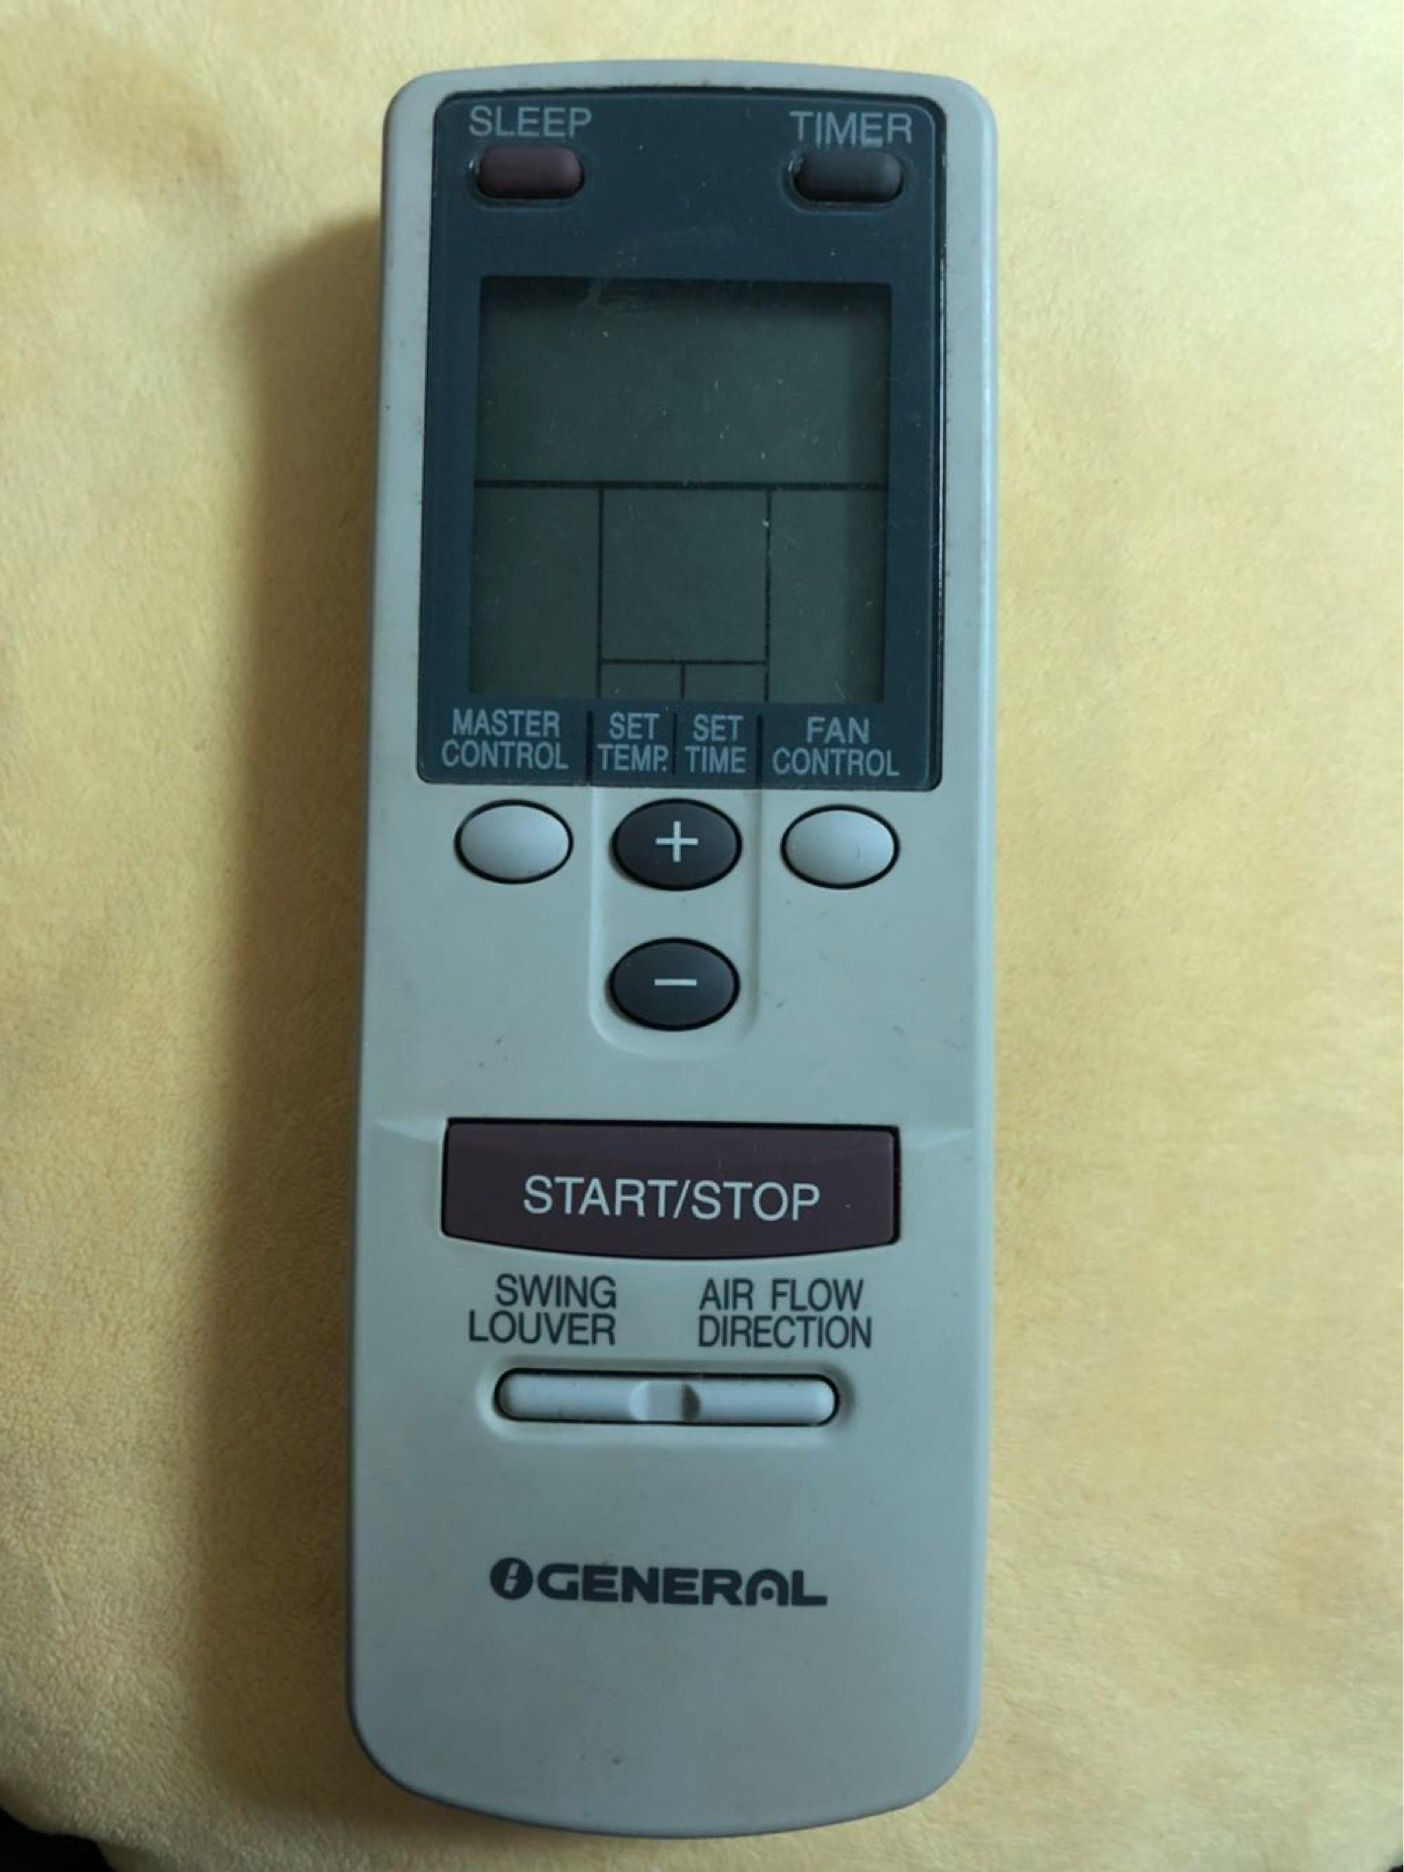 SLEEP TIMER
MASTER CONTROL
SET TEMP.
SET TIME
FAN CONTROL
+
−
START/STOP
SWING LOUVER
AIR FLOW DIRECTION
GENERAL